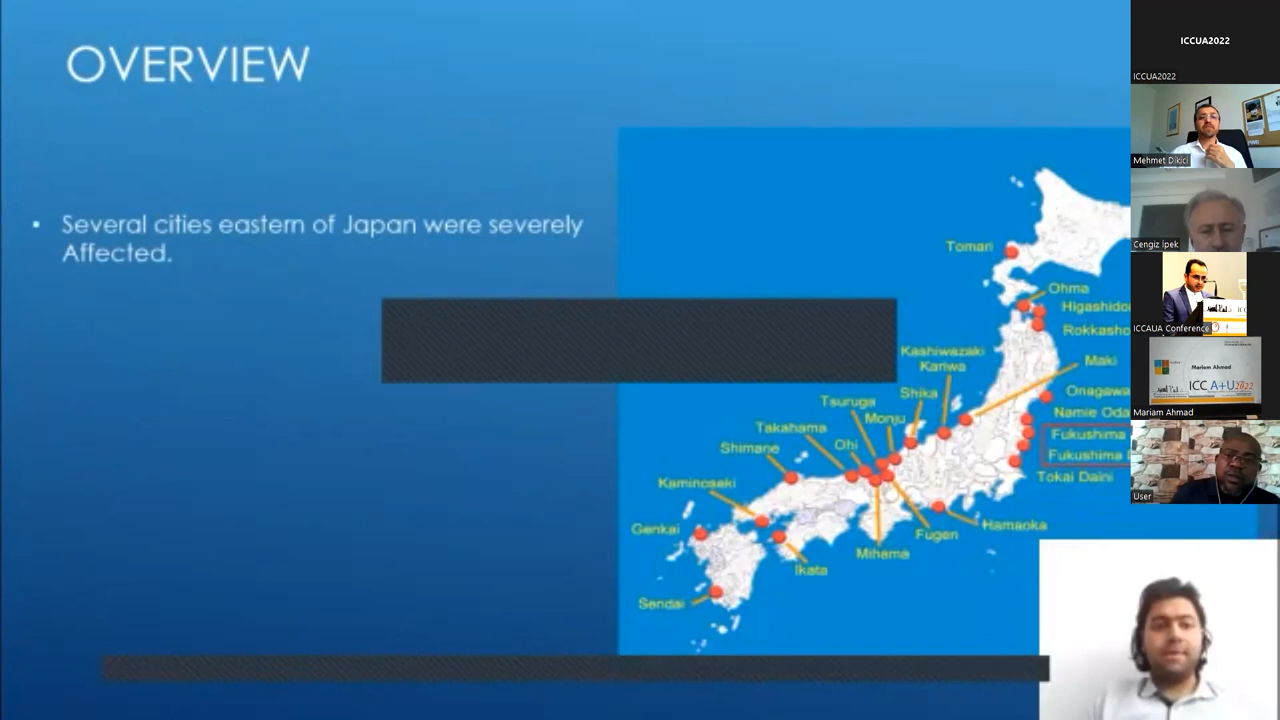 OVERVIEW
• Several cities eastern of Japan were severely
Affected.
Tomari
Ohma
Higashido
Rokkasho
Kashiwazaki
Kariwa
Maki
Shika
Onagawa
Tsuruga
Namie Oda
Monju
Takahama
Fukushima
Ohi
Shimane
Fukushima
Tokai Daini
Kaminoseki
Genkai
Hamaoka
Fugen
Mihama
Ikata
Sendai
ICCUA2022
ICCUA2022
Mehmet Dikici
Cengiz İpek
ICCAUA Conference
Mariam Ahmad
ICC A+U2022
Mariam Ahmad
User